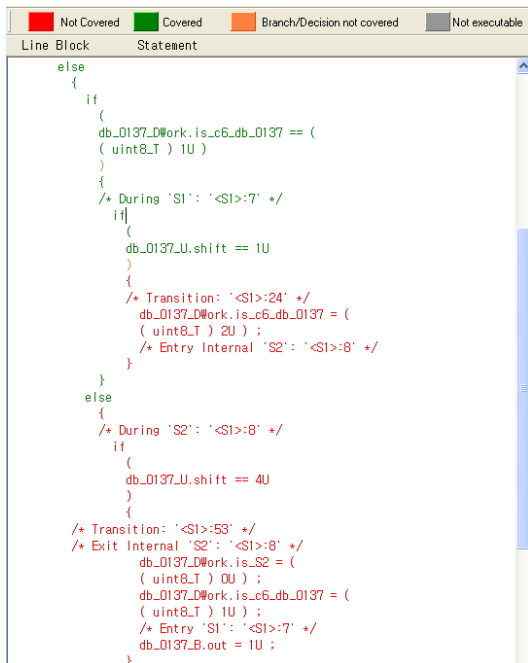 Not Covered Covered Branch/Decision not covered Not executable
Line Block Statement
else
{
if
(
db_0137_DWork.is_c6_db_0137 == (
( uint8_T ) 1U )
)
{
/* During 'S1': '<S1>:7' */
if
(
db_0137_U.shift == 1U
)
{
/* Transition: '<S1>:24' */
db_0137_DWork.is_c6_db_0137 = (
( uint8_T ) 2U ) ;
/* Entry Internal 'S2': '<S1>:8' */
}
}
else
{
/* During 'S2': '<S1>:8' */
if
(
db_0137_U.shift == 4U
)
{
/* Transition: '<S1>:53' */
/* Exit Internal 'S2': '<S1>:8' */
db_0137_DWork.is_S2 = (
( uint8_T ) 0U ) ;
db_0137_DWork.is_c6_db_0137 = (
( uint8_T ) 1U ) ;
/* Entry 'S1': '<S1>:7' */
db_0137_B.out = 1U ;
}